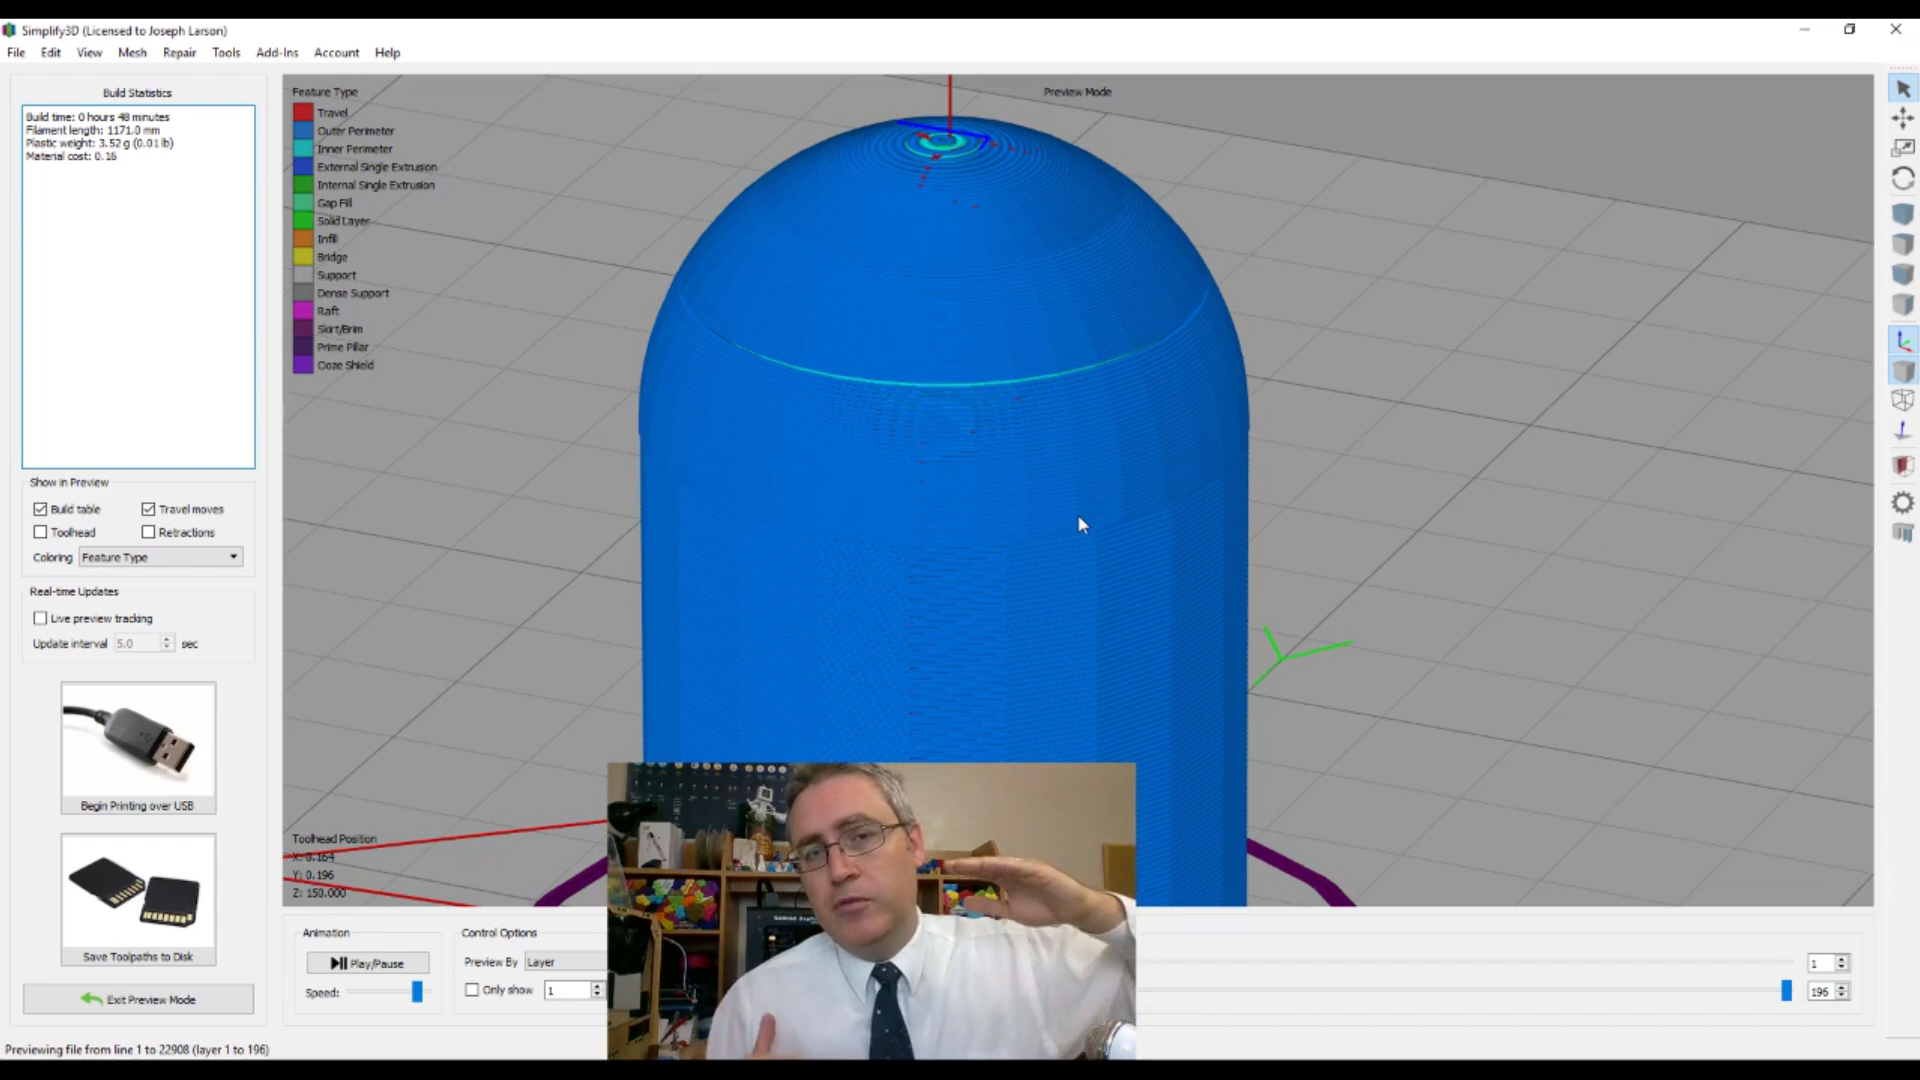 Simplify3D (Licensed to Joseph Larson)
File Edit View Mesh Repair Tools Add-Ins Account Help
Build Statistics
Build time: 0 hours 48 minutes
Filament length: 1171.0 mm
Plastic weight: 3.52 g (0.01 lb)
Material cost: 0.16
Show in Preview
Build table
Travel moves
Toolhead
Retractions
Coloring Feature Type
Real-time Updates
Live preview tracking
Update interval 5.0 sec
Begin Printing over USB
Save Toolpaths to Disk
Exit Preview Mode
Previewing file from line 1 to 22908 (layer 1 to 196)
Feature Type
Travel
Outer Perimeter
Inner Perimeter
External Single Extrusion
Internal Single Extrusion
Gap Fill
Solid Layer
Infill
Bridge
Support
Dense Support
Raft
Skirt/Brim
Prime Pillar
Ooze Shield
Preview Mode
Toolhead Position
X: 0.164
Y: 0.196
Z: 150.000
Animation
Play/Pause
Speed:
Control Options
Preview By Layer
Only show 1
1
196